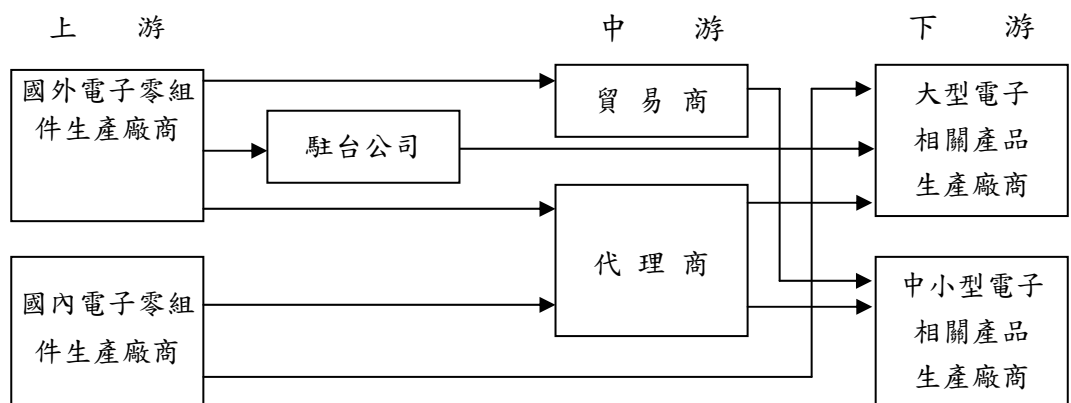 上 游
中 游
下 游
國外電子零組
件生產廠商
駐台公司
貿易商
代理商
大型電子
相關產品
生產廠商
國內電子零組
件生產廠商
中小型電子
相關產品
生產廠商